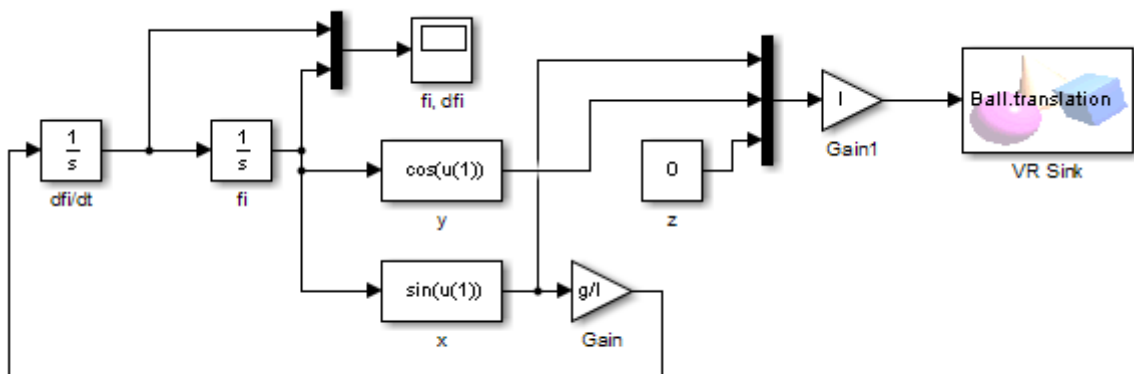 fi, dfi
1
s
dfi/dt
1
s
fi
cos(u(1))
y
sin(u(1))
x
g/l
Gain
0
z
l
Gain1
Ball.translation
VR Sink